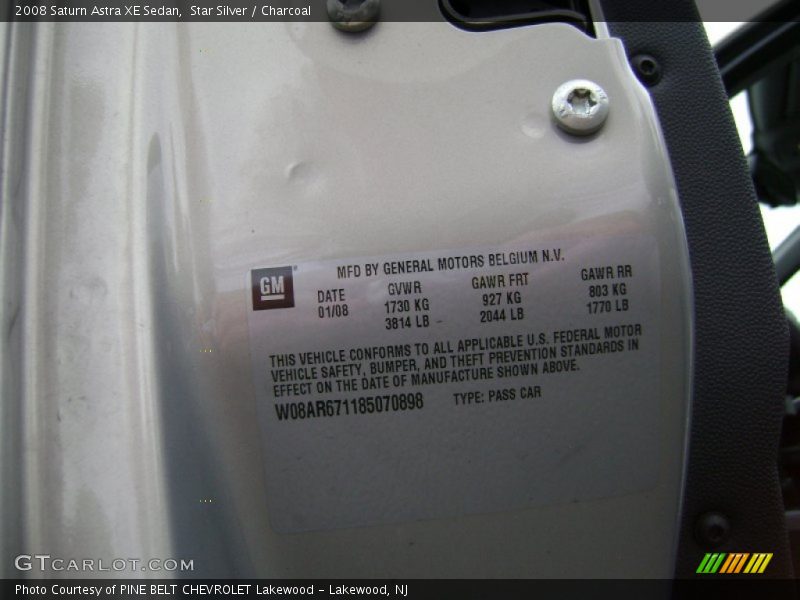 2008 Saturn Astra XE Sedan, Star Silver / Charcoal
GM
MFD BY GENERAL MOTORS BELGIUM N.V.
DATE GVWR GAWR FRT GAWR RR
01/08 1730 KG 927 KG 803 KG
3814 LB 2044 LB 1770 LB
THIS VEHICLE CONFORMS TO ALL APPLICABLE U.S. FEDERAL MOTOR
VEHICLE SAFETY, BUMPER, AND THEFT PREVENTION STANDARDS IN
EFFECT ON THE DATE OF MANUFACTURE SHOWN ABOVE.
W08AR671185070898 TYPE: PASS CAR
GTCARLOT.COM
Photo Courtesy of PINE BELT CHEVROLET Lakewood - Lakewood, NJ